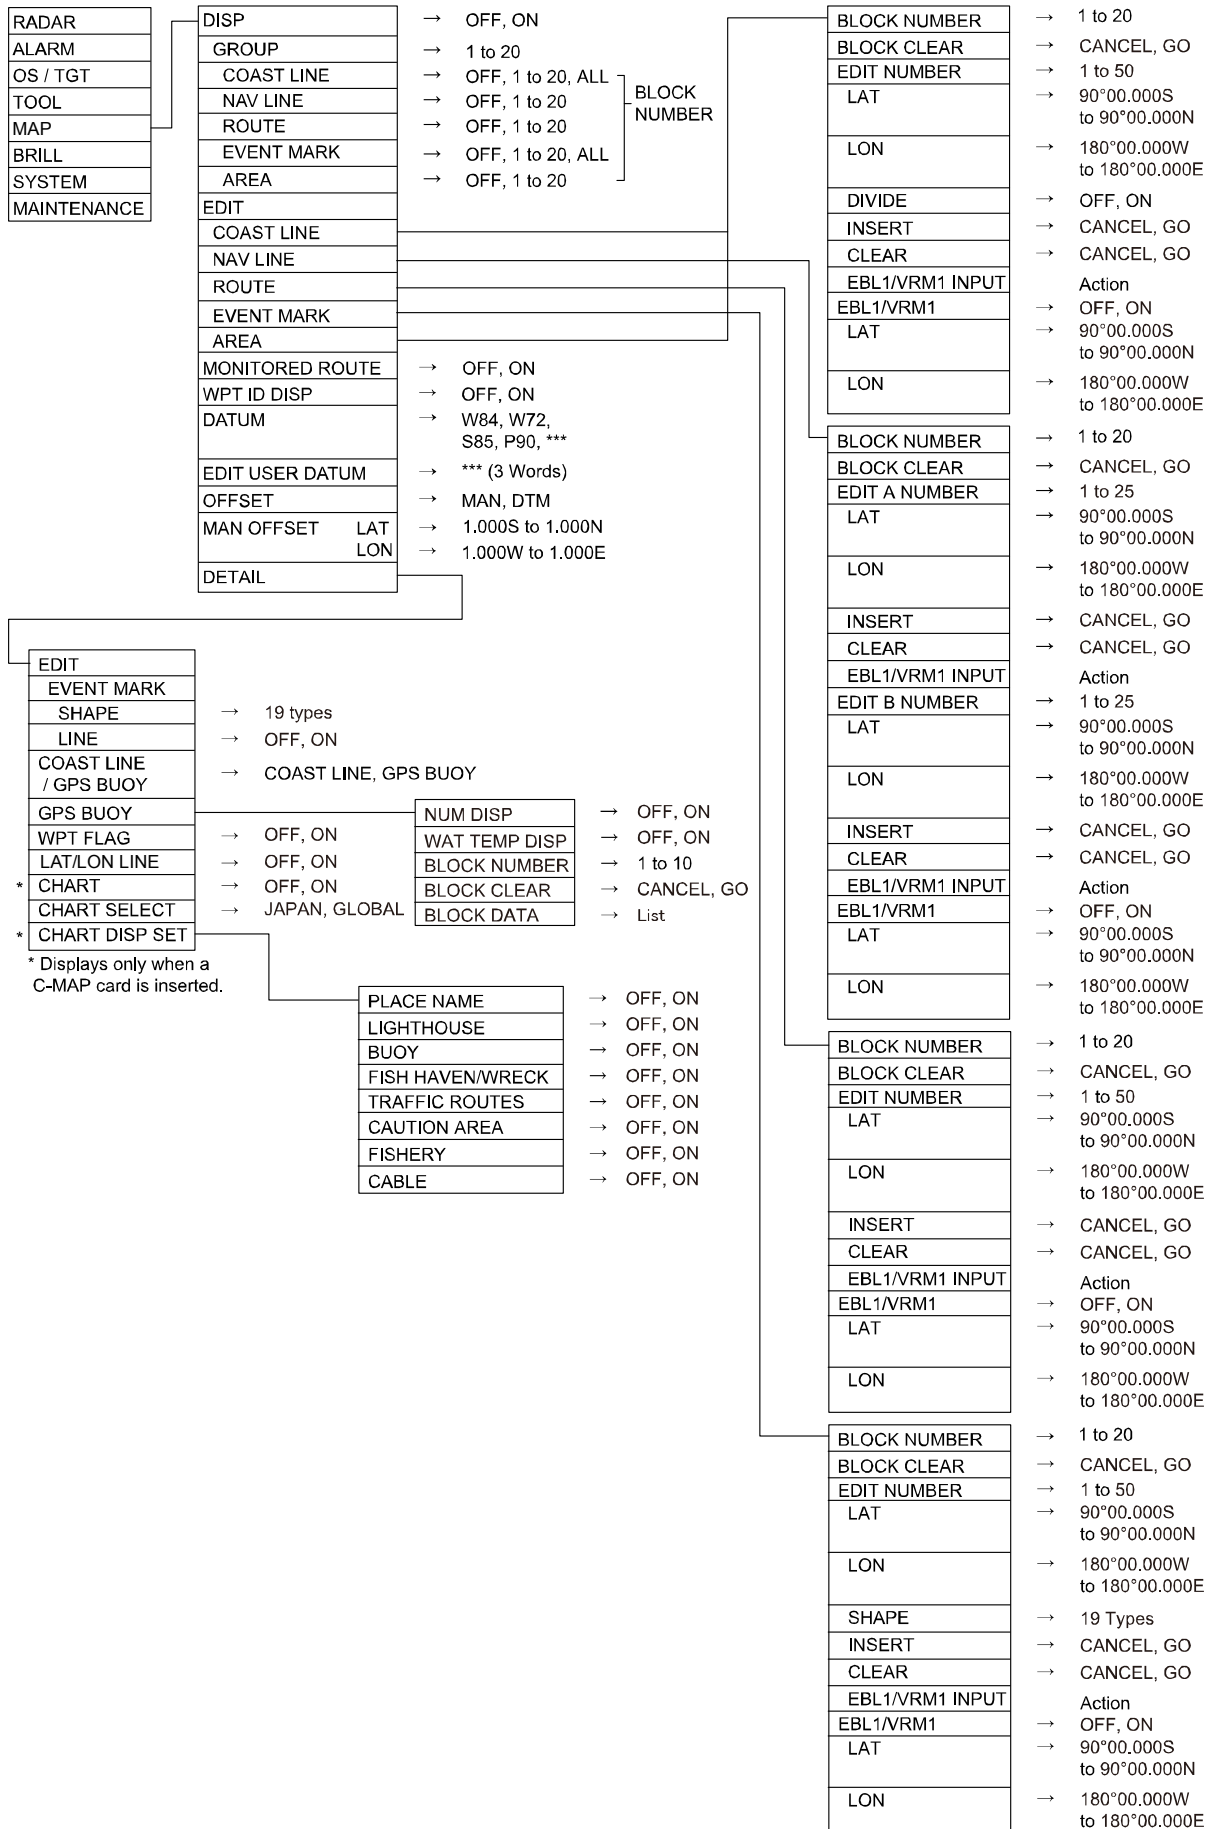 RADAR
ALARM
OS / TGT
TOOL
MAP
BRILL
SYSTEM
MAINTENANCE
DISP → OFF, ON
GROUP → 1 to 20
COAST LINE → OFF, 1 to 20, ALL
NAV LINE → OFF, 1 to 20
ROUTE → OFF, 1 to 20
EVENT MARK → OFF, 1 to 20, ALL
AREA → OFF, 1 to 20
BLOCK
NUMBER
EDIT
COAST LINE
NAV LINE
ROUTE
EVENT MARK
AREA
MONITORED ROUTE → OFF, ON
WPT ID DISP → OFF, ON
DATUM → W84, W72,
S85, P90, ***
EDIT USER DATUM → *** (3 Words)
OFFSET → MAN, DTM
MAN OFFSET LAT → 1.000S to 1.000N
LON → 1.000W to 1.000E
DETAIL
EDIT
EVENT MARK
SHAPE → 19 types
LINE → OFF, ON
COAST LINE
/ GPS BUOY → COAST LINE, GPS BUOY
GPS BUOY
WPT FLAG → OFF, ON
LAT/LON LINE → OFF, ON
* CHART → OFF, ON
CHART SELECT → JAPAN, GLOBAL
* CHART DISP SET
* Displays only when a
C-MAP card is inserted.
NUM DISP → OFF, ON
WAT TEMP DISP → OFF, ON
BLOCK NUMBER → 1 to 10
BLOCK CLEAR → CANCEL, GO
BLOCK DATA → List
PLACE NAME → OFF, ON
LIGHTHOUSE → OFF, ON
BUOY → OFF, ON
FISH HAVEN/WRECK → OFF, ON
TRAFFIC ROUTES → OFF, ON
CAUTION AREA → OFF, ON
FISHERY → OFF, ON
CABLE → OFF, ON
BLOCK NUMBER → 1 to 20
BLOCK CLEAR → CANCEL, GO
EDIT NUMBER → 1 to 50
LAT → 90°00.000S
to 90°00.000N
LON → 180°00.000W
to 180°00.000E
DIVIDE → OFF, ON
INSERT → CANCEL, GO
CLEAR → CANCEL, GO
EBL1/VRM1 INPUT Action
EBL1/VRM1 → OFF, ON
LAT → 90°00.000S
to 90°00.000N
LON → 180°00.000W
to 180°00.000E
BLOCK NUMBER → 1 to 20
BLOCK CLEAR → CANCEL, GO
EDIT A NUMBER → 1 to 25
LAT → 90°00.000S
to 90°00.000N
LON → 180°00.000W
to 180°00.000E
INSERT → CANCEL, GO
CLEAR → CANCEL, GO
EBL1/VRM1 INPUT Action
EDIT B NUMBER → 1 to 25
LAT → 90°00.000S
to 90°00.000N
LON → 180°00.000W
to 180°00.000E
INSERT → CANCEL, GO
CLEAR → CANCEL, GO
EBL1/VRM1 INPUT Action
EBL1/VRM1 → OFF, ON
LAT → 90°00.000S
to 90°00.000N
LON → 180°00.000W
to 180°00.000E
BLOCK NUMBER → 1 to 20
BLOCK CLEAR → CANCEL, GO
EDIT NUMBER → 1 to 50
LAT → 90°00.000S
to 90°00.000N
LON → 180°00.000W
to 180°00.000E
INSERT → CANCEL, GO
CLEAR → CANCEL, GO
EBL1/VRM1 INPUT Action
EBL1/VRM1 → OFF, ON
LAT → 90°00.000S
to 90°00.000N
LON → 180°00.000W
to 180°00.000E
BLOCK NUMBER → 1 to 20
BLOCK CLEAR → CANCEL, GO
EDIT NUMBER → 1 to 50
LAT → 90°00.000S
to 90°00.000N
LON → 180°00.000W
to 180°00.000E
SHAPE → 19 Types
INSERT → CANCEL, GO
CLEAR → CANCEL, GO
EBL1/VRM1 INPUT Action
EBL1/VRM1 → OFF, ON
LAT → 90°00.000S
to 90°00.000N
LON → 180°00.000W
to 180°00.000E